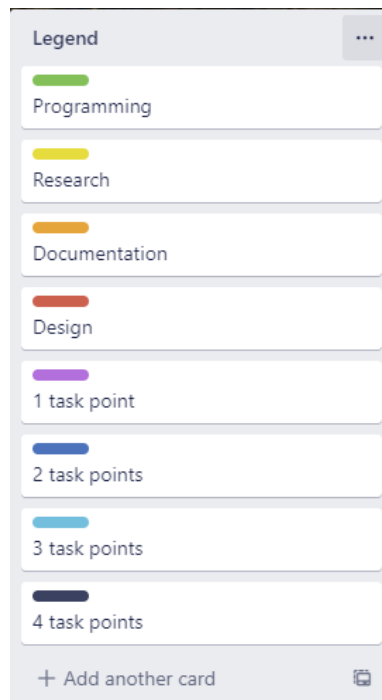 Legend
Programming
Research
Documentation
Design
1 task point
2 task points
3 task points
4 task points
+ Add another card